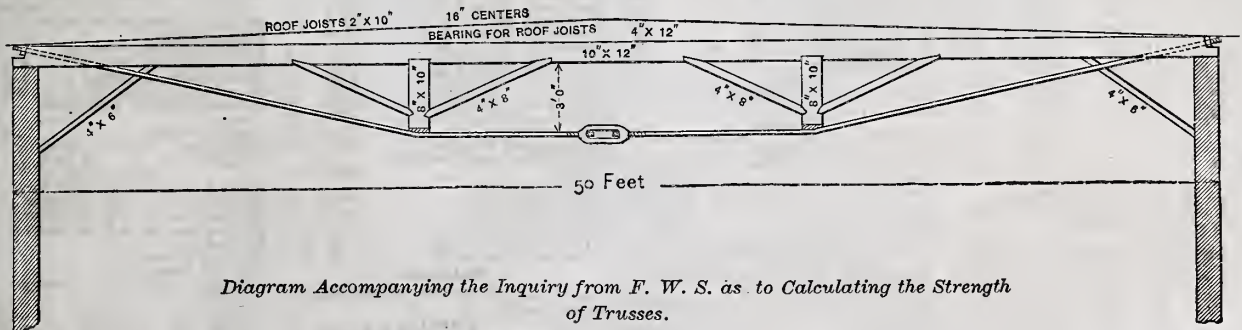 ROOF JOISTS 2" X 10" 16" CENTERS
BEARING FOR ROOF JOISTS 4" X 12"
10" X 12"
4" X 6"
8" X 10"
4" X 8"
3'0"
4" X 8"
8" X 10"
4" X 6"
50 Feet
Diagram Accompanying the Inquiry from F. W. S. as to Calculating the Strength
of Trusses.